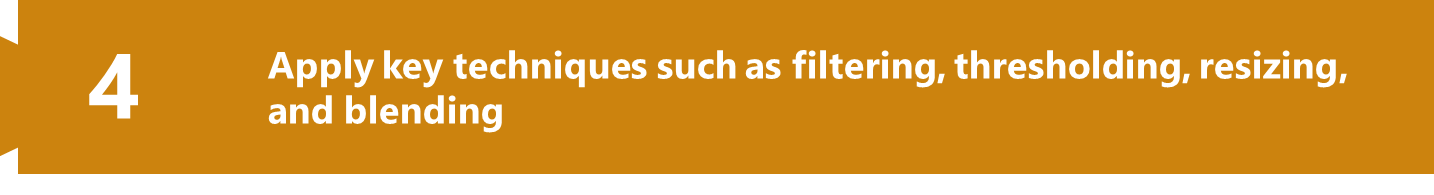 4
Apply key techniques such as filtering, thresholding, resizing,
and blending